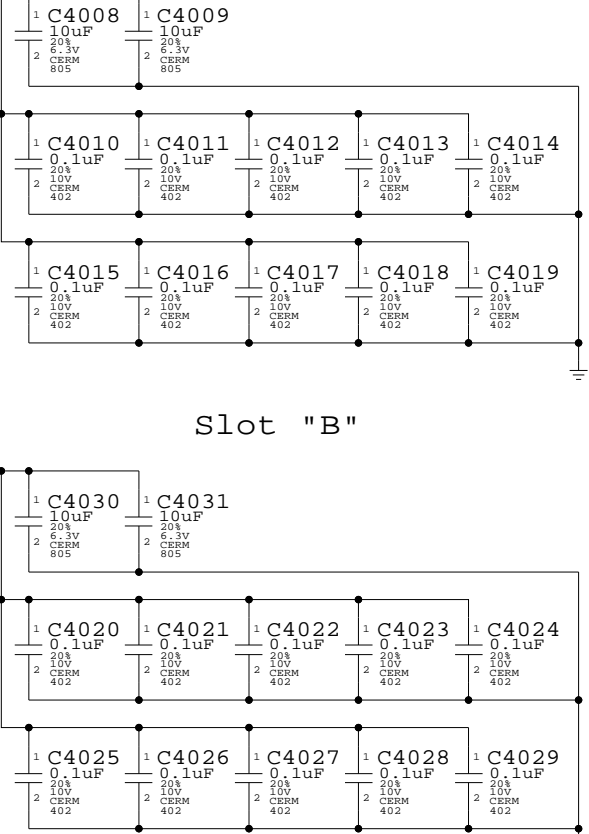 1 C4008 1 C4009
10uF 10uF
20% 20%
6.3V 6.3V
2 CERM 2 CERM
805 805
1 C4010 1 C4011 1 C4012 1 C4013 1 C4014
0.1uF 0.1uF 0.1uF 0.1uF 0.1uF
20% 20% 20% 20% 20%
10V 10V 10V 10V 10V
2 CERM 2 CERM 2 CERM 2 CERM 2 CERM
402 402 402 402 402
1 C4015 1 C4016 1 C4017 1 C4018 1 C4019
0.1uF 0.1uF 0.1uF 0.1uF 0.1uF
20% 20% 20% 20% 20%
10V 10V 10V 10V 10V
2 CERM 2 CERM 2 CERM 2 CERM 2 CERM
402 402 402 402 402
Slot "B"
1 C4030 1 C4031
10uF 10uF
20% 20%
6.3V 6.3V
2 CERM 2 CERM
805 805
1 C4020 1 C4021 1 C4022 1 C4023 1 C4024
0.1uF 0.1uF 0.1uF 0.1uF 0.1uF
20% 20% 20% 20% 20%
10V 10V 10V 10V 10V
2 CERM 2 CERM 2 CERM 2 CERM 2 CERM
402 402 402 402 402
1 C4025 1 C4026 1 C4027 1 C4028 1 C4029
0.1uF 0.1uF 0.1uF 0.1uF 0.1uF
20% 20% 20% 20% 20%
10V 10V 10V 10V 10V
2 CERM 2 CERM 2 CERM 2 CERM 2 CERM
402 402 402 402 402